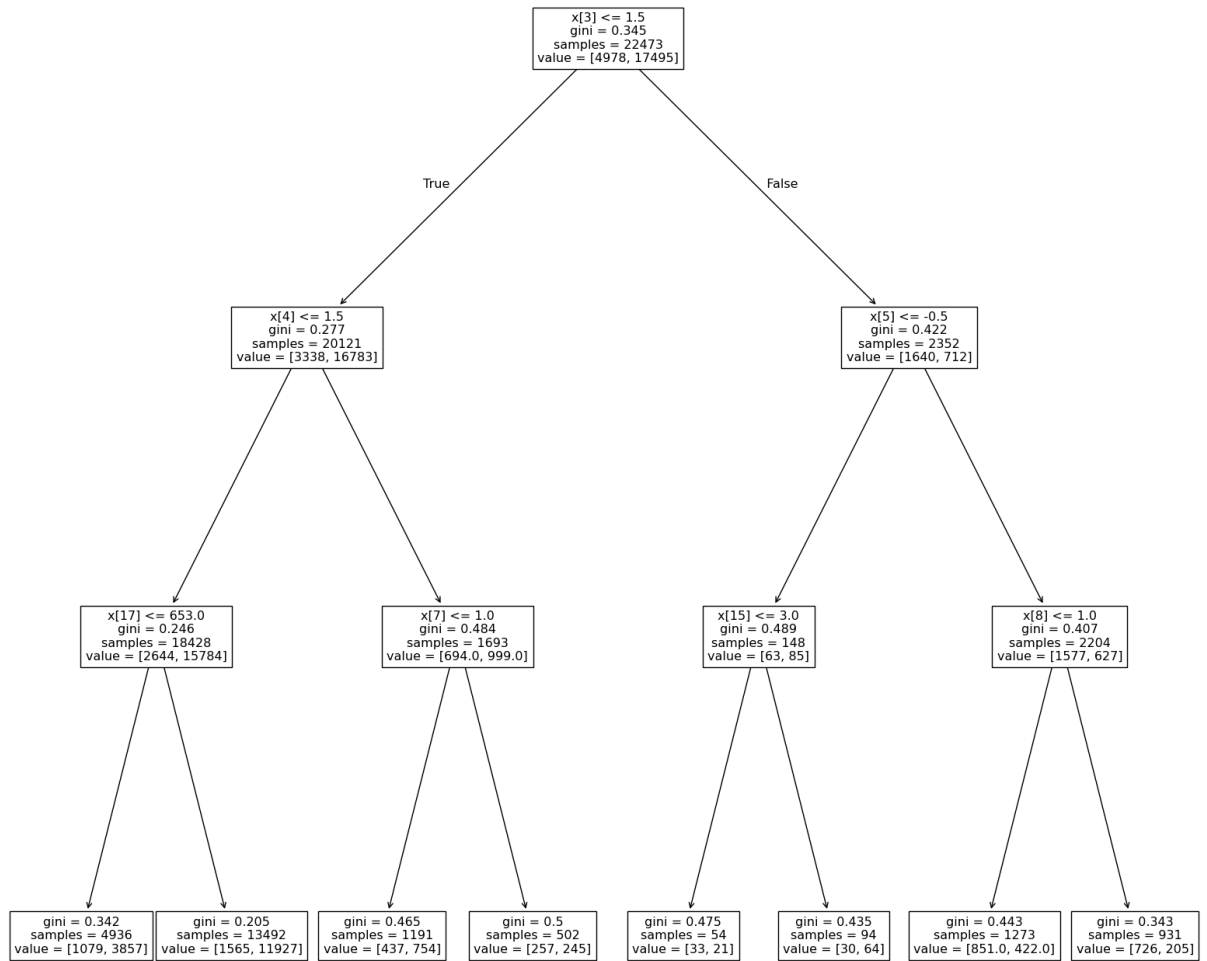 x[3] <= 1.5
gini = 0.345
samples = 22473
value = [4978, 17495]
True
False
x[4] <= 1.5
gini = 0.277
samples = 20121
value = [3338, 16783]
x[5] <= -0.5
gini = 0.422
samples = 2352
value = [1640, 712]
x[17] <= 653.0
gini = 0.246
samples = 18428
value = [2644, 15784]
x[7] <= 1.0
gini = 0.484
samples = 1693
value = [694.0, 999.0]
x[15] <= 3.0
gini = 0.489
samples = 148
value = [63, 85]
x[8] <= 1.0
gini = 0.407
samples = 2204
value = [1577, 627]
gini = 0.342
samples = 4936
value = [1079, 3857]
gini = 0.205
samples = 13492
value = [1565, 11927]
gini = 0.465
samples = 1191
value = [437, 754]
gini = 0.5
samples = 502
value = [257, 245]
gini = 0.475
samples = 54
value = [33, 21]
gini = 0.435
samples = 94
value = [30, 64]
gini = 0.443
samples = 1273
value = [851.0, 422.0]
gini = 0.343
samples = 931
value = [726, 205]